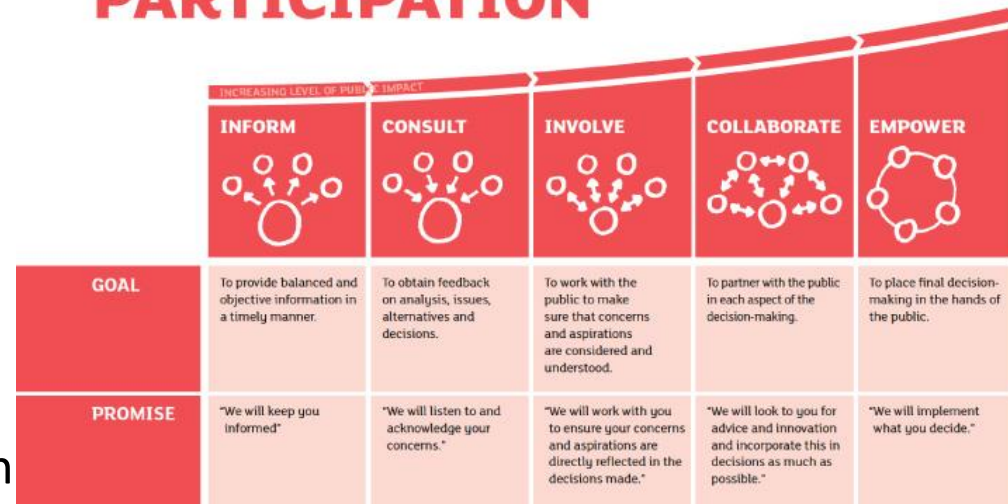 PARTICIPATION
INCREASING LEVEL OF PUBLIC IMPACT
INFORM
CONSULT
INVOLVE
COLLABORATE
EMPOWER
GOAL
To provide balanced and
objective information in
a timely manner.
To obtain feedback
on analysis, issues,
alternatives and
decisions.
To work with the
public to make
sure that concerns
and aspirations
are considered and
understood.
To partner with the public
in each aspect of the
decision-making.
To place final decision-
making in the hands of
the public.
PROMISE
"We will keep you
informed"
"We will listen to and
acknowledge your
concerns."
"We will work with you
to ensure your concerns
and aspirations are
directly reflected in the
decisions made."
"We will look to you for
advice and innovation
and incorporate this in
decisions as much as
possible."
"We will implement
what you decide."
n